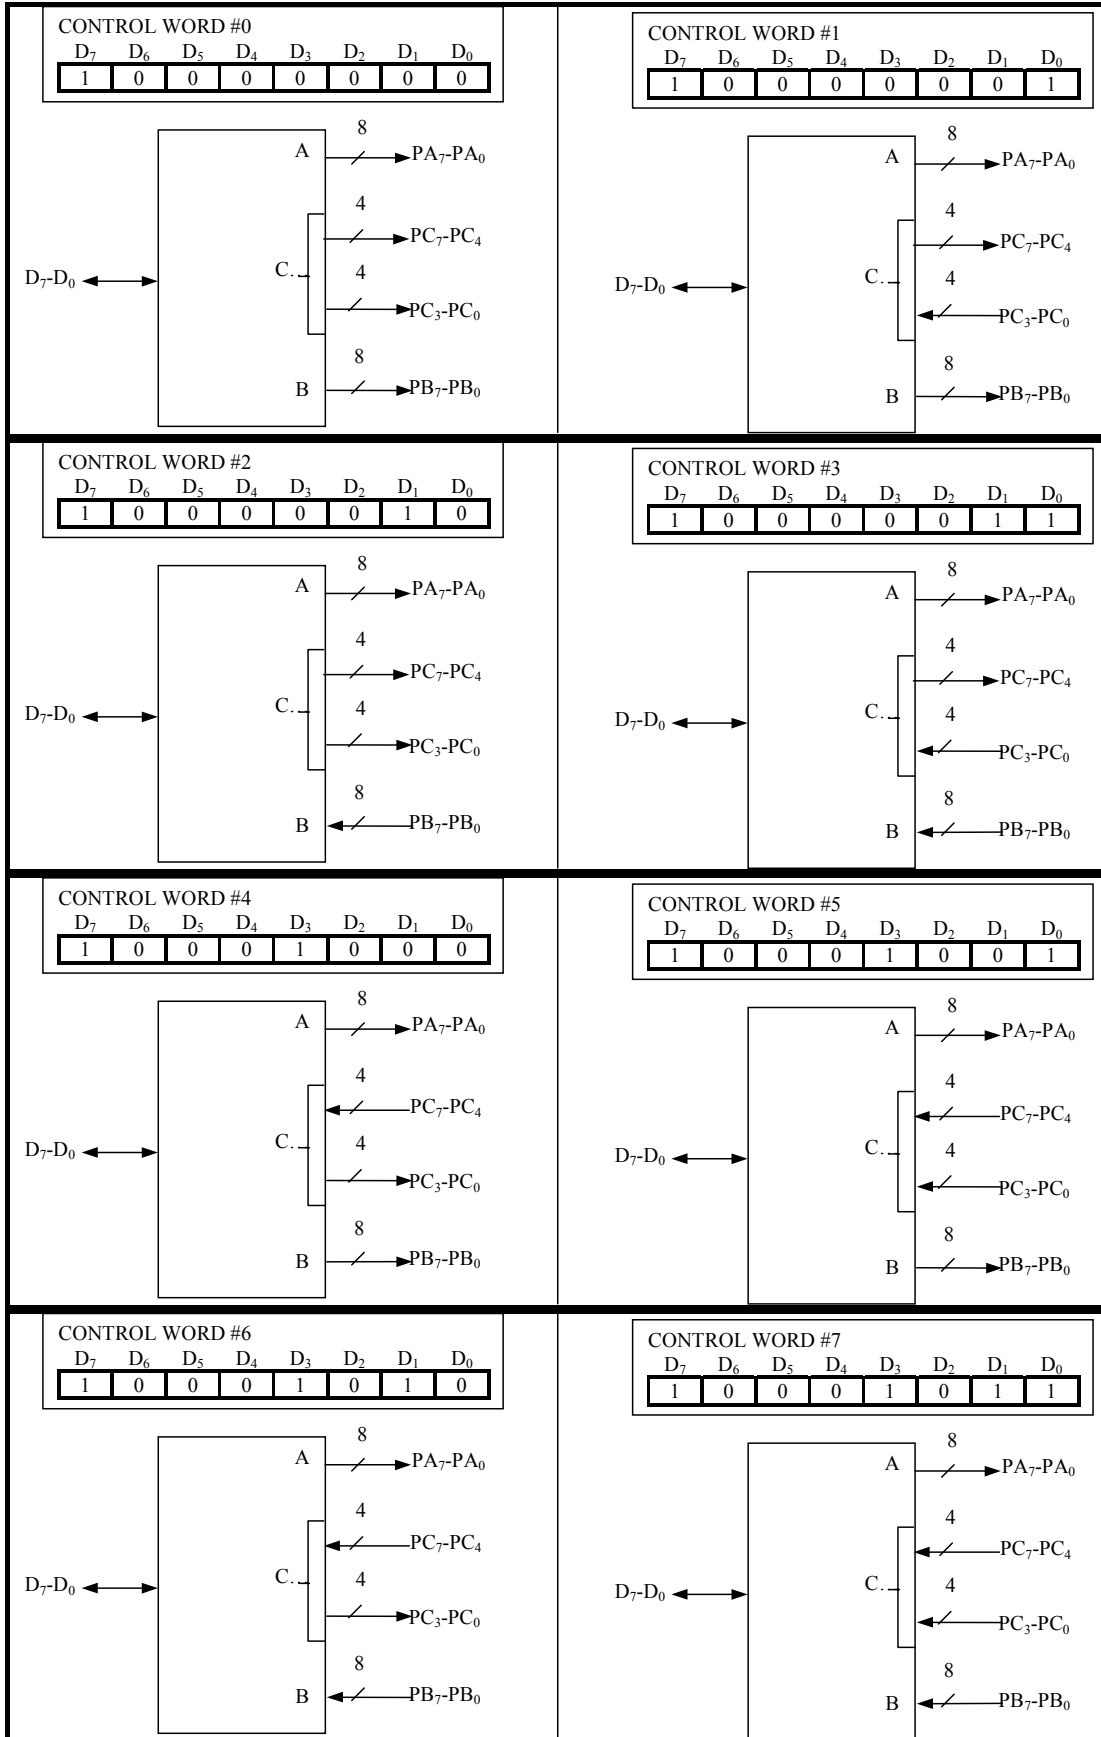 CONTROL WORD #0
D₇ D₆ D₅ D₄ D₃ D₂ D₁ D₀
1 0 0 0 0 0 0 0
8
A PA₇-PA₀
4
PC₇-PC₄
D₇-D₀ C 4
PC₃-PC₀
8
B PB₇-PB₀
CONTROL WORD #1
D₇ D₆ D₅ D₄ D₃ D₂ D₁ D₀
1 0 0 0 0 0 0 1
8
A PA₇-PA₀
4
PC₇-PC₄
D₇-D₀ C 4
PC₃-PC₀
8
B PB₇-PB₀
CONTROL WORD #2
D₇ D₆ D₅ D₄ D₃ D₂ D₁ D₀
1 0 0 0 0 0 1 0
8
A PA₇-PA₀
4
PC₇-PC₄
D₇-D₀ C 4
PC₃-PC₀
8
B PB₇-PB₀
CONTROL WORD #3
D₇ D₆ D₅ D₄ D₃ D₂ D₁ D₀
1 0 0 0 0 0 1 1
8
A PA₇-PA₀
4
PC₇-PC₄
D₇-D₀ C 4
PC₃-PC₀
8
B PB₇-PB₀
CONTROL WORD #4
D₇ D₆ D₅ D₄ D₃ D₂ D₁ D₀
1 0 0 0 1 0 0 0
8
A PA₇-PA₀
4
PC₇-PC₄
D₇-D₀ C 4
PC₃-PC₀
8
B PB₇-PB₀
CONTROL WORD #5
D₇ D₆ D₅ D₄ D₃ D₂ D₁ D₀
1 0 0 0 1 0 0 1
8
A PA₇-PA₀
4
PC₇-PC₄
D₇-D₀ C 4
PC₃-PC₀
8
B PB₇-PB₀
CONTROL WORD #6
D₇ D₆ D₅ D₄ D₃ D₂ D₁ D₀
1 0 0 0 1 0 1 0
8
A PA₇-PA₀
4
PC₇-PC₄
D₇-D₀ C 4
PC₃-PC₀
8
B PB₇-PB₀
CONTROL WORD #7
D₇ D₆ D₅ D₄ D₃ D₂ D₁ D₀
1 0 0 0 1 0 1 1
8
A PA₇-PA₀
4
PC₇-PC₄
D₇-D₀ C 4
PC₃-PC₀
8
B PB₇-PB₀